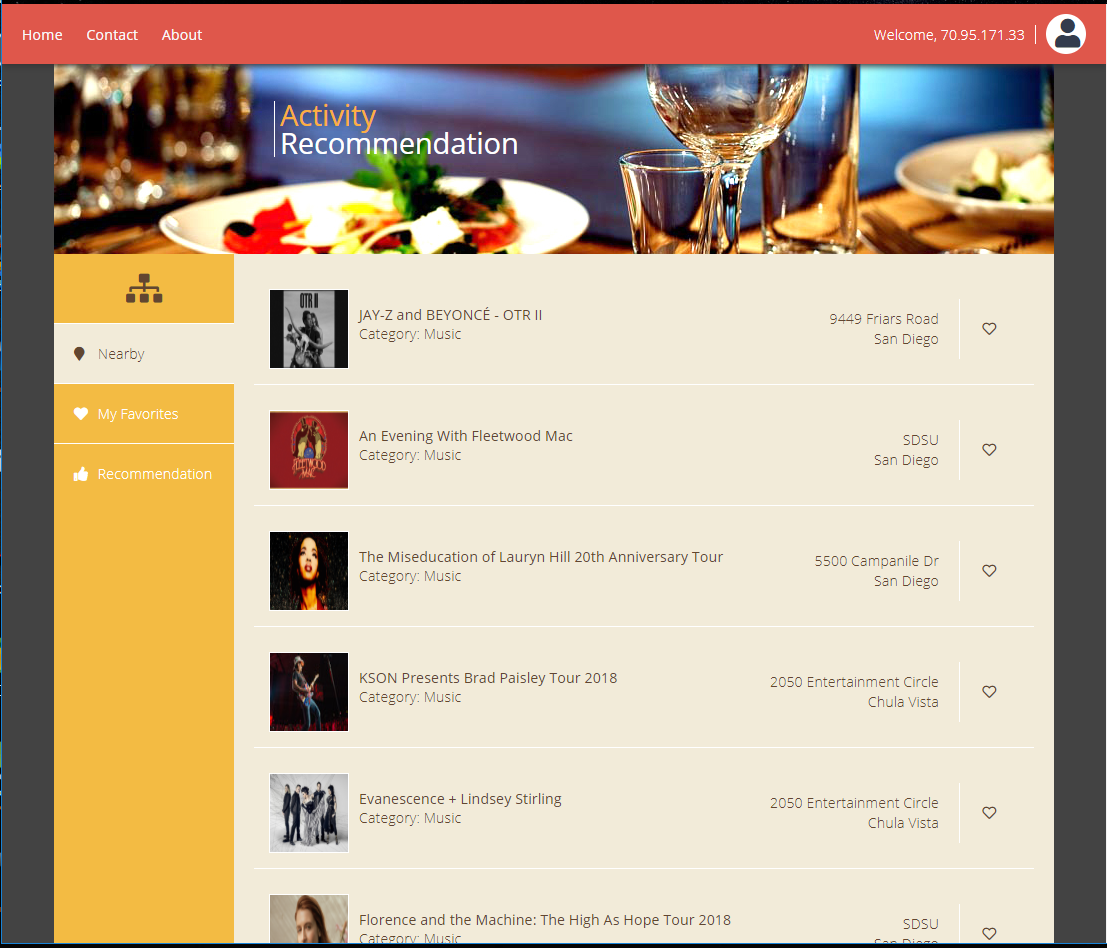 Home Contact About Welcome, 70.95.171.33
Activity
Recommendation
Nearby
My Favorites
Recommendation
OTR II
JAY-Z and BEYONCÉ - OTR II
Category: Music
9449 Friars Road
San Diego
FLEETWOOD
MAC
An Evening With Fleetwood Mac
Category: Music
SDSU
San Diego
The Miseducation of Lauryn Hill 20th Anniversary Tour
Category: Music
5500 Campanile Dr
San Diego
KSON Presents Brad Paisley Tour 2018
Category: Music
2050 Entertainment Circle
Chula Vista
Evanescence + Lindsey Stirling
Category: Music
2050 Entertainment Circle
Chula Vista
Florence and the Machine: The High As Hope Tour 2018
Category: Music
SDSU
San Diego